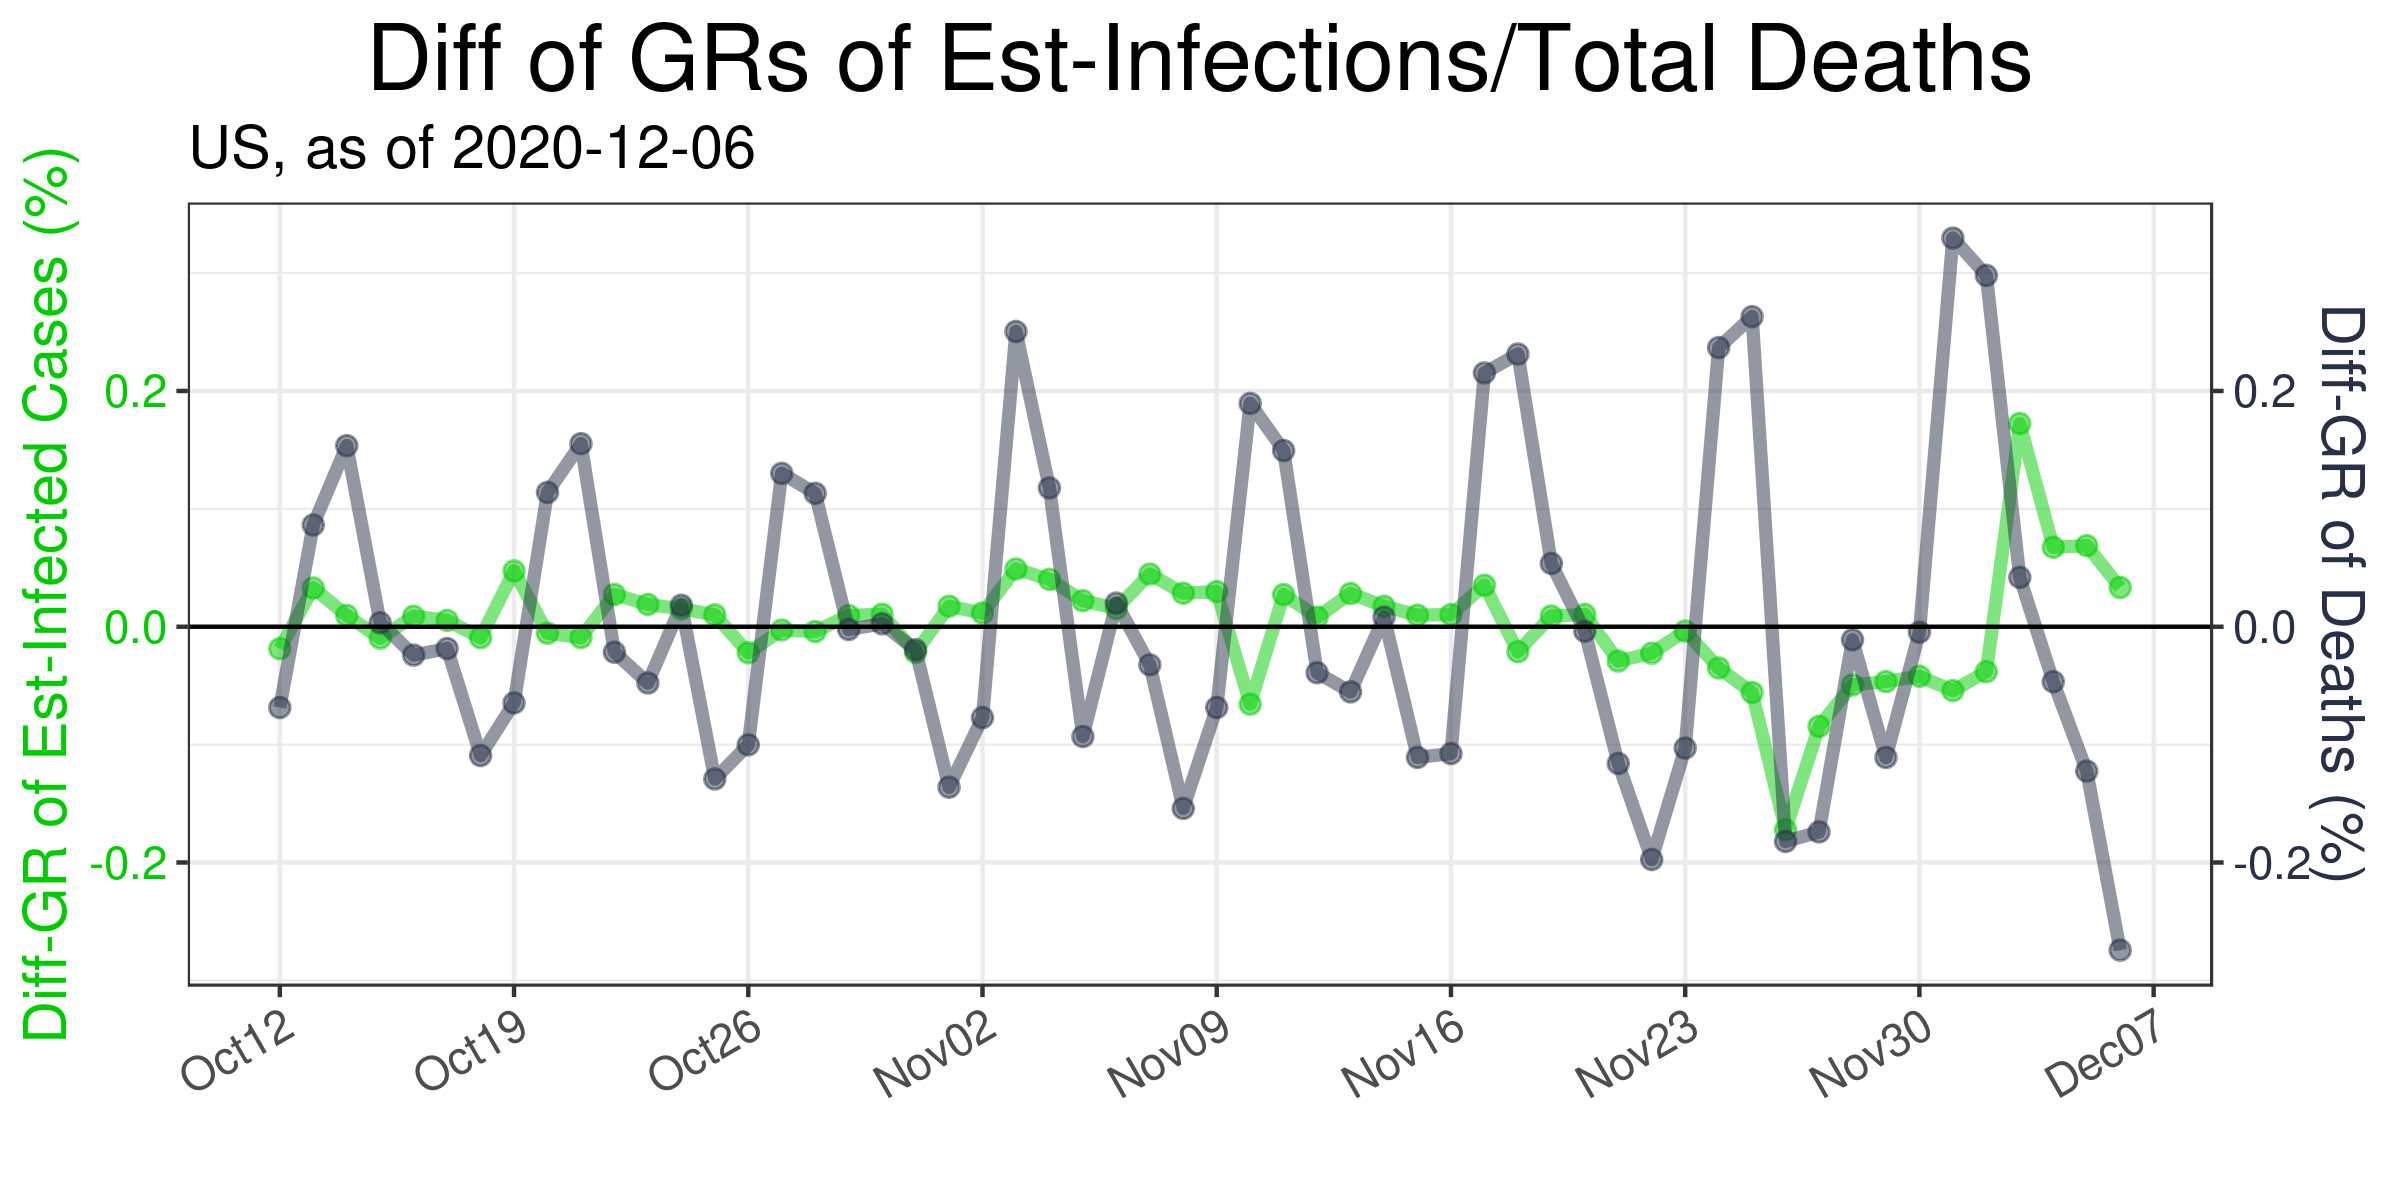 Diff of GRs of Est-Infections/Total Deaths
US, as of 2020-12-06
Diff-GR of Est-Infected Cases (%)
0.2
0.0
-0.2
0.2
0.0
-0.2
Diff-GR of Deaths (%)
Oct12
Oct19
Oct26
Nov02
Nov09
Nov16
Nov23
Nov30
Dec07